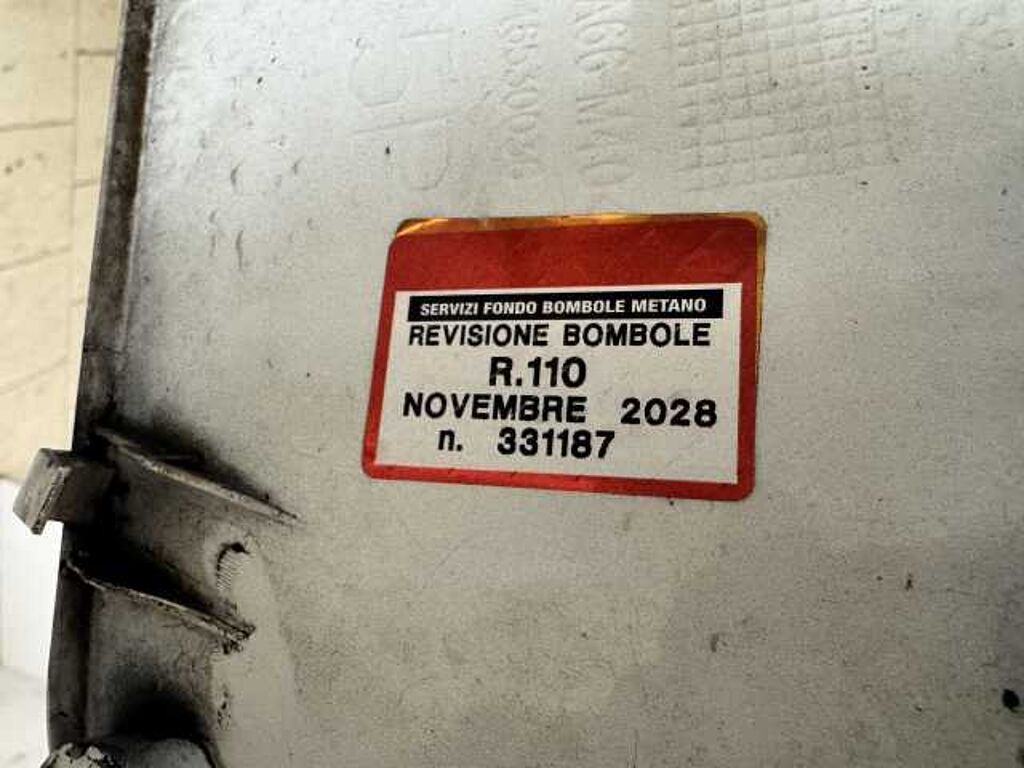 SERVIZI FONDO BOMBOLE METANO
REVISIONE BOMBOLE
R.110
NOVEMBRE 2028
n. 331187